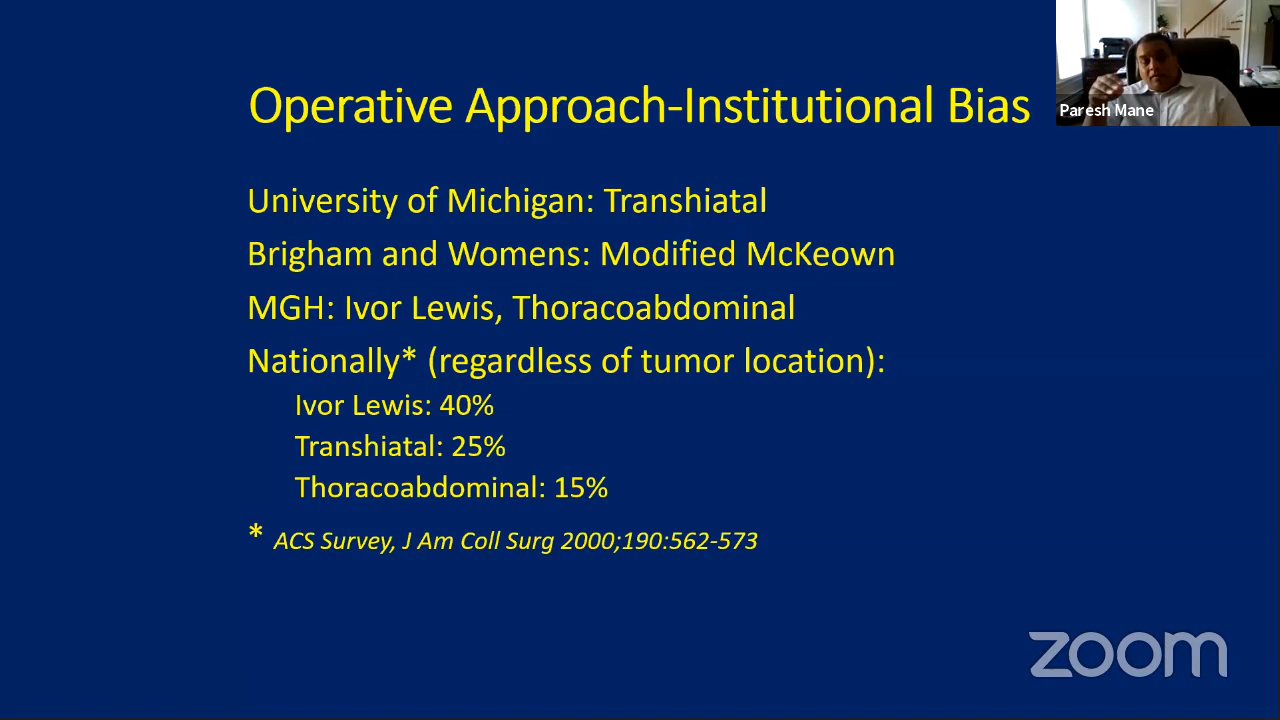 Operative Approach-Institutional Bias
Paresh Mane
University of Michigan: Transhiatal
Brigham and Womens: Modified McKeown
MGH: Ivor Lewis, Thoracoabdominal
Nationally* (regardless of tumor location):
Ivor Lewis: 40%
Transhiatal: 25%
Thoracoabdominal: 15%
* ACS Survey, J Am Coll Surg 2000;190:562-573
zoom